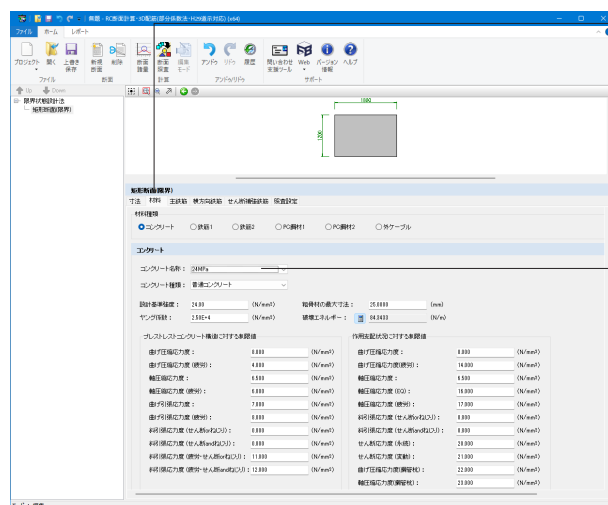 無題 - RC断面計算・3D配筋(部分係数法・H29道示対応) (x64)
ファイル ホーム レポート
プロジェクト 開く 上書き保存 新規断面 削除 断面諸量 断面照査 編集モード アンドゥ リドゥ 履歴 問い合わせ支援ツール Web バージョン情報 ヘルプ
ファイル 断面 計算 アンドゥ/リドゥ サポート
Up Down
限界状態設計法
矩形断面(限界)
1800
1200
矩形断面(限界)
寸法 材料 主鉄筋 横方向鉄筋 せん断補強鉄筋 照査設定
材料種類
コンクリート 鉄筋1 鉄筋2 PC鋼材1 PC鋼材2 外ケーブル
コンクリート
コンクリート名称: 24MPa
コンクリート種類: 普通コンクリート
設計基準強度: 24.00 (N/mm²) 粗骨材の最大寸法: 25.0000 (mm)
ヤング係数: 2.50E+4 (N/mm²) 破壊エネルギー: 84.3433 (N/m)
プレストレストコンクリート構造に対する制限値 作用支配状況に対する制限値
曲げ圧縮応力度: 0.000 (N/mm²) 曲げ圧縮応力度: 0.000 (N/mm²)
曲げ圧縮応力度(疲労): 4.000 (N/mm²) 曲げ圧縮応力度(疲労): 14.000 (N/mm²)
軸圧縮応力度: 8.500 (N/mm²) 軸圧縮応力度: 6.500 (N/mm²)
軸圧縮応力度(疲労): 6.000 (N/mm²) 軸圧縮応力度(EQ): 16.000 (N/mm²)
曲げ引張応力度: 7.000 (N/mm²) 軸圧縮応力度(疲労): 17.000 (N/mm²)
曲げ引張応力度(疲労): 0.000 (N/mm²) 斜引張応力度(せん断orねじり): 0.000 (N/mm²)
斜引張応力度(せん断orねじり): 0.000 (N/mm²) 斜引張応力度(せん断andねじり): 0.000 (N/mm²)
斜引張応力度(せん断andねじり): 0.000 (N/mm²) せん断応力度(永続): 20.000 (N/mm²)
斜引張応力度(疲労-せん断orねじり): 11.000 (N/mm²) せん断応力度(変動): 21.000 (N/mm²)
斜引張応力度(疲労-せん断andねじり): 12.000 (N/mm²) 曲げ圧縮応力度(鋼管杭): 22.000 (N/mm²)
軸圧縮応力度(鋼管杭): 23.000 (N/mm²)